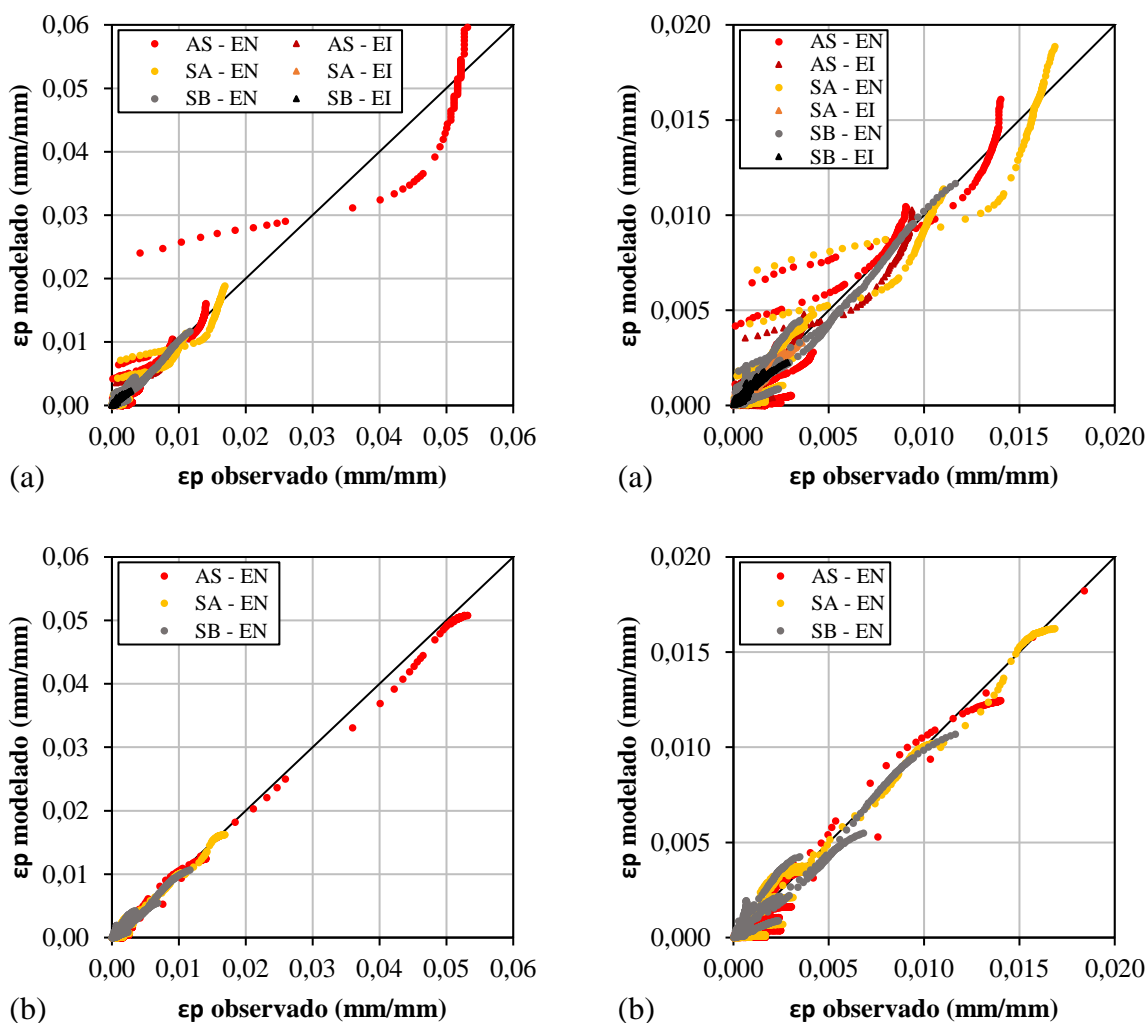 0,06
0,05
0,04
0,03
0,02
0,01
0,00
εp modelado (mm/mm)
AS - EN AS - EI
SA - EN SA - EI
SB - EN SB - EI
0,00 0,01 0,02 0,03 0,04 0,05 0,06
(a) εp observado (mm/mm)
0,020
0,015
0,010
0,005
0,000
εp modelado (mm/mm)
AS - EN
AS - EI
SA - EN
SA - EI
SB - EN
SB - EI
0,000 0,005 0,010 0,015 0,020
(a) εp observado (mm/mm)
0,06
0,05
0,04
0,03
0,02
0,01
0,00
εp modelado (mm/mm)
AS - EN
SA - EN
SB - EN
0,00 0,01 0,02 0,03 0,04 0,05 0,06
(b) εp observado (mm/mm)
0,020
0,015
0,010
0,005
0,000
εp modelado (mm/mm)
AS - EN
SA - EN
SB - EN
0,000 0,005 0,010 0,015 0,020
(b) εp observado (mm/mm)